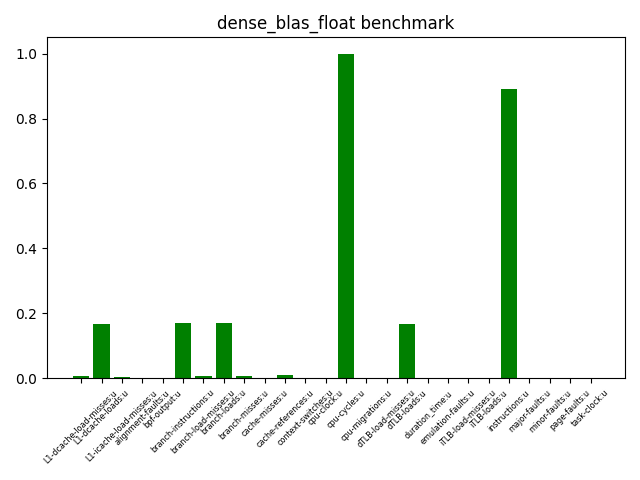 dense_blas_float benchmark
1.0
0.8
0.6
0.4
0.2
0.0
L1-dcache-load-misses:u
L1-dcache-loads:u
L1-icache-load-misses:u
alignment-faults:u
bpf-output:u
branch-instructions:u
branch-load-misses:u
branch-loads:u
branch-misses:u
cache-misses:u
cache-references:u
context-switches:u
cpu-clock:u
cpu-cycles:u
cpu-migrations:u
dTLB-load-misses:u
dTLB-loads:u
duration_time:u
emulation-faults:u
iTLB-load-misses:u
iTLB-loads:u
instructions:u
major-faults:u
minor-faults:u
page-faults:u
task-clock:u